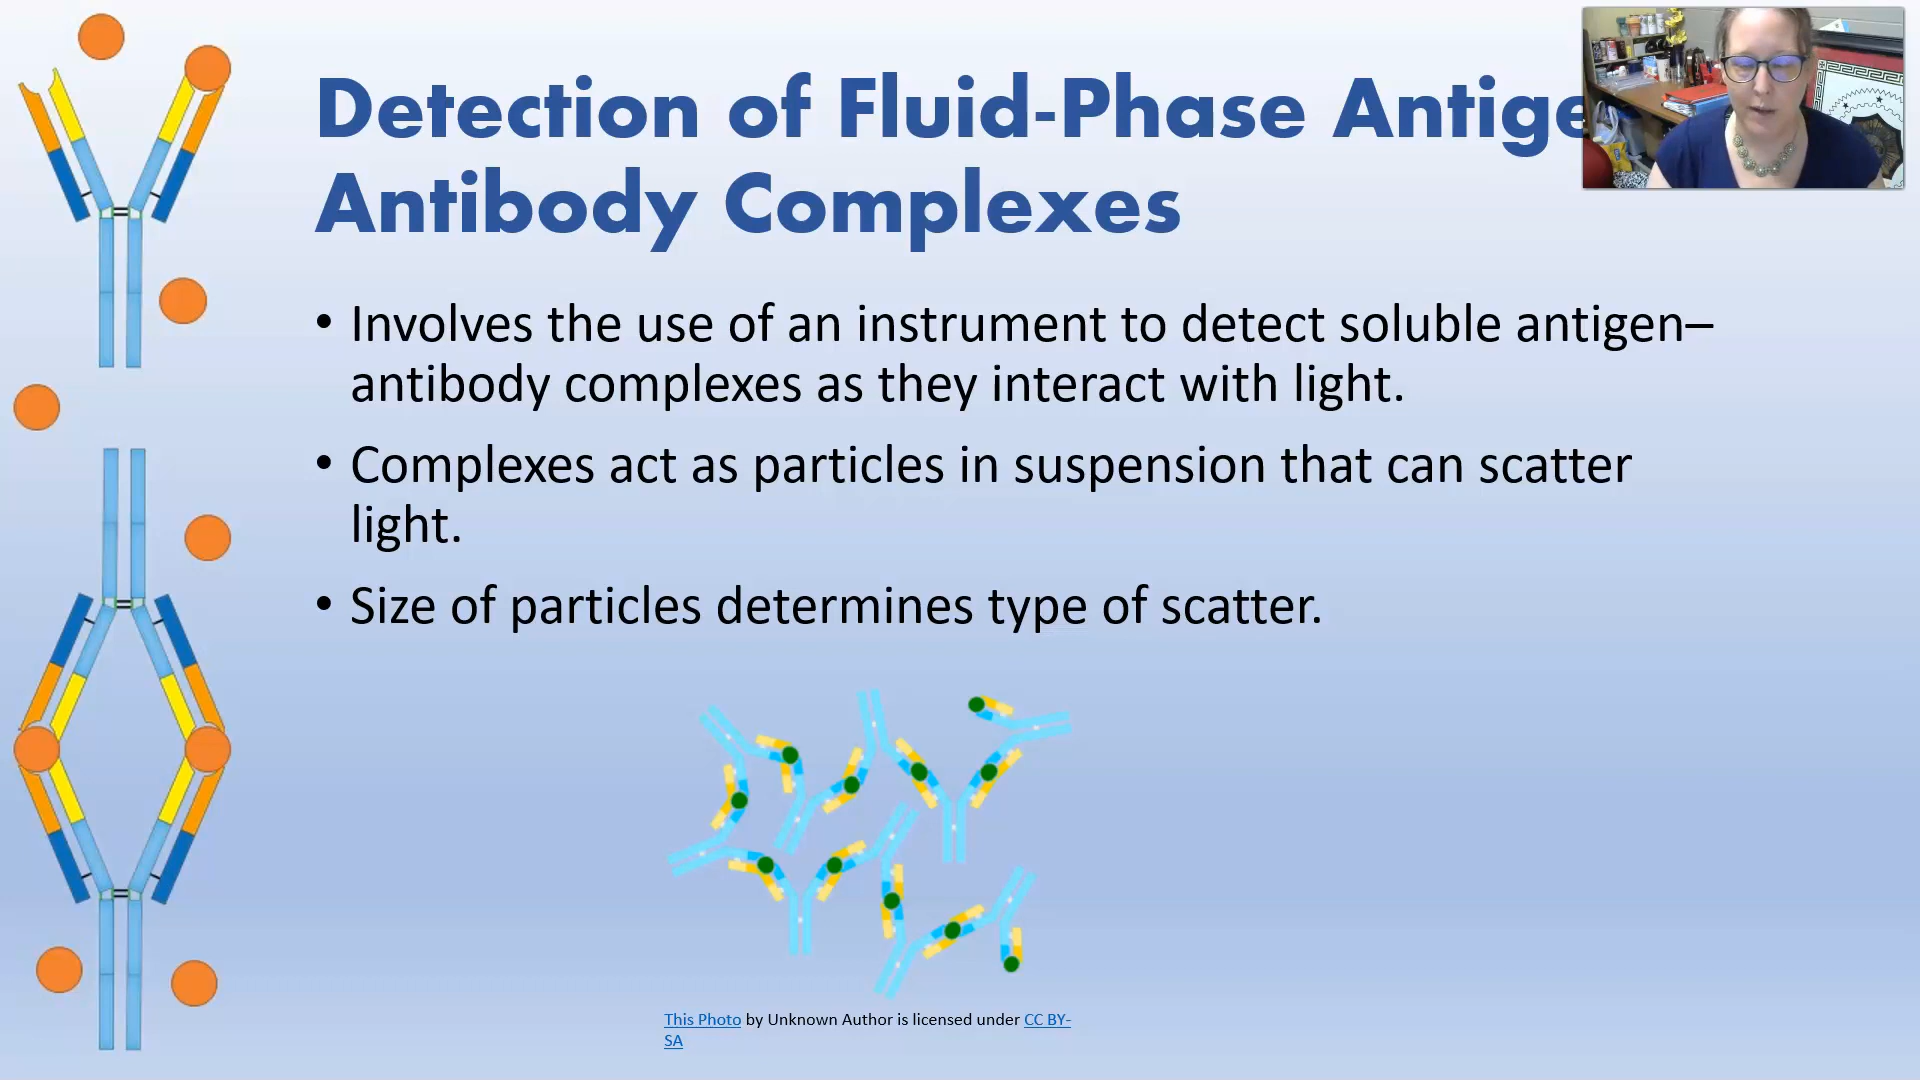 Detection of Fluid-Phase Antige
Antibody Complexes
• Involves the use of an instrument to detect soluble antigen–
antibody complexes as they interact with light.
• Complexes act as particles in suspension that can scatter
light.
• Size of particles determines type of scatter.
This Photo by Unknown Author is licensed under CC BY-
SA